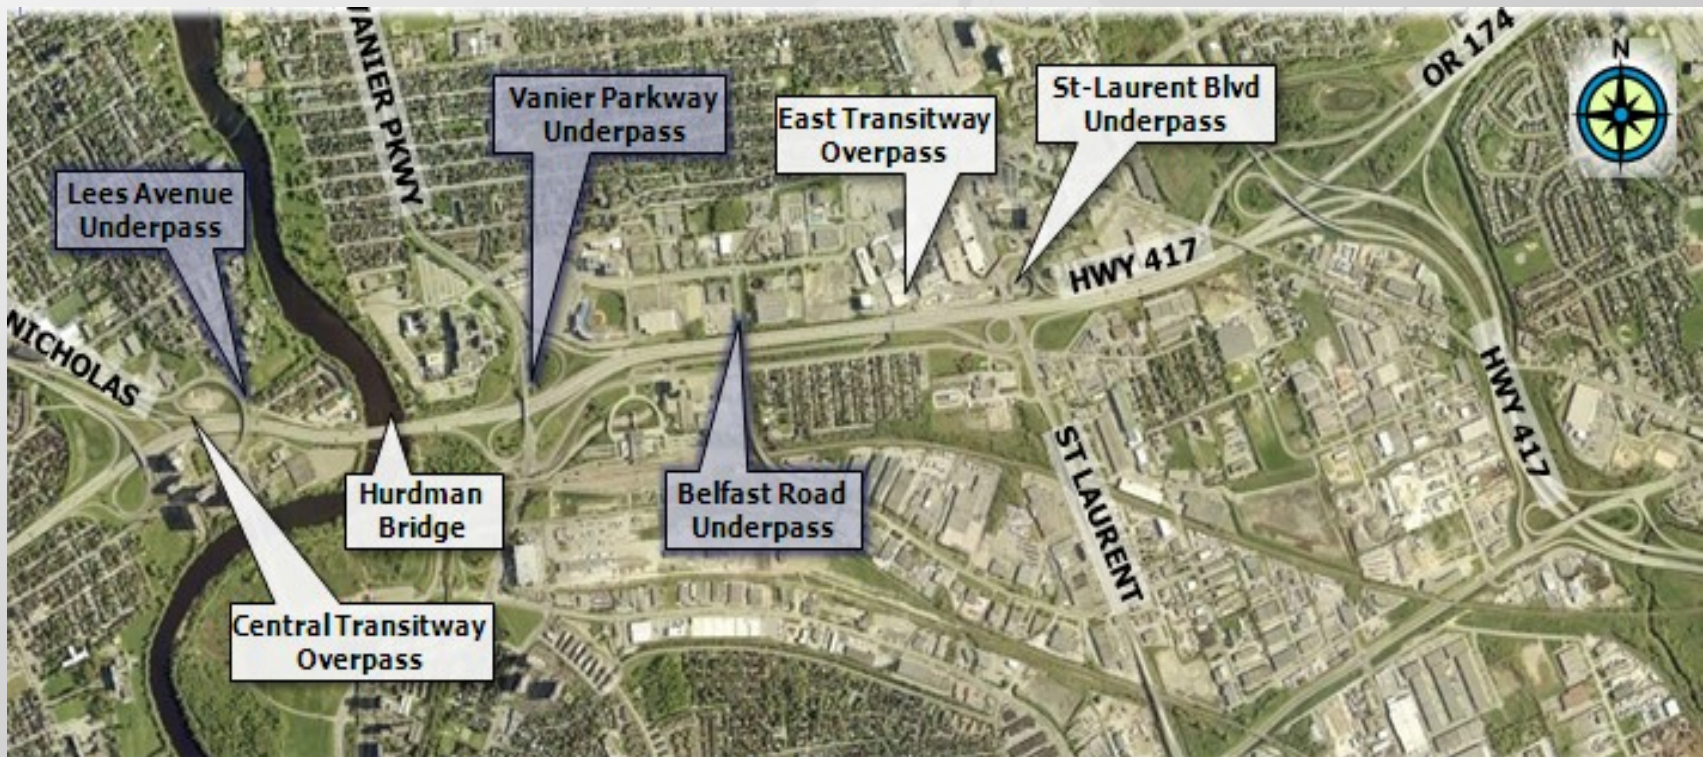 VANIER PKWY
Vanier Parkway
Underpass
East Transitway
Overpass
St-Laurent Blvd
Underpass
OR 174
N
Lees Avenue
Underpass
HWY 417
NICHOLAS
HWY 417
Hurdman
Bridge
Belfast Road
Underpass
ST LAURENT
Central Transitway
Overpass